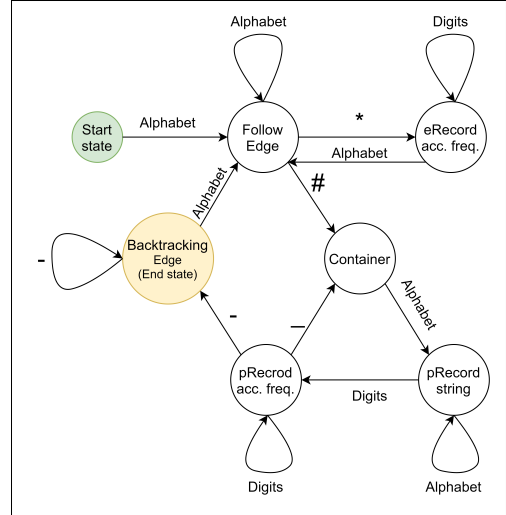 Alphabet
Digits
Start
state
Alphabet
Follow
Edge
*
eRecord
acc. freq.
Alphabet
#
Alphabet
Backtracking
Edge
(End state)
-
Container
Alphabet
-
_
pRecrod
acc. freq.
Digits
pRecord
string
Digits
Alphabet